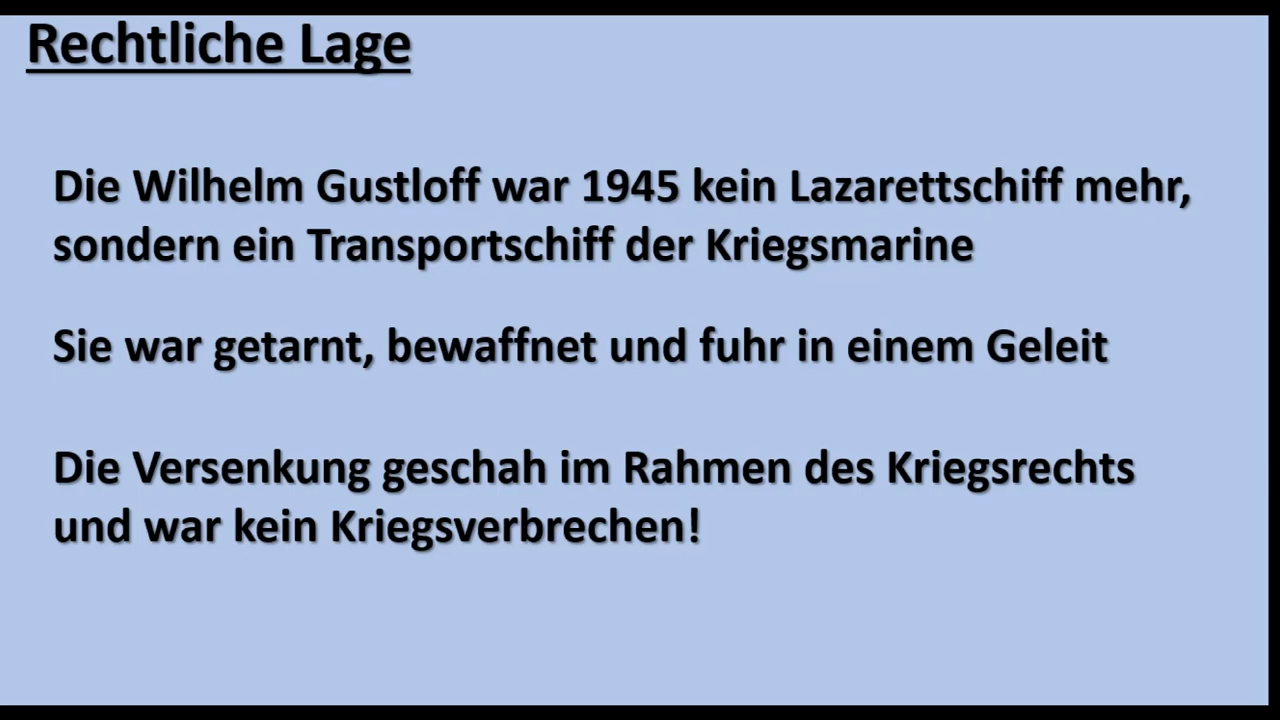 Rechtliche Lage
Die Wilhelm Gustloff war 1945 kein Lazarettschiff mehr,
sondern ein Transportschiff der Kriegsmarine
Sie war getarnt, bewaffnet und fuhr in einem Geleit
Die Versenkung geschah im Rahmen des Kriegsrechts
und war kein Kriegsverbrechen!